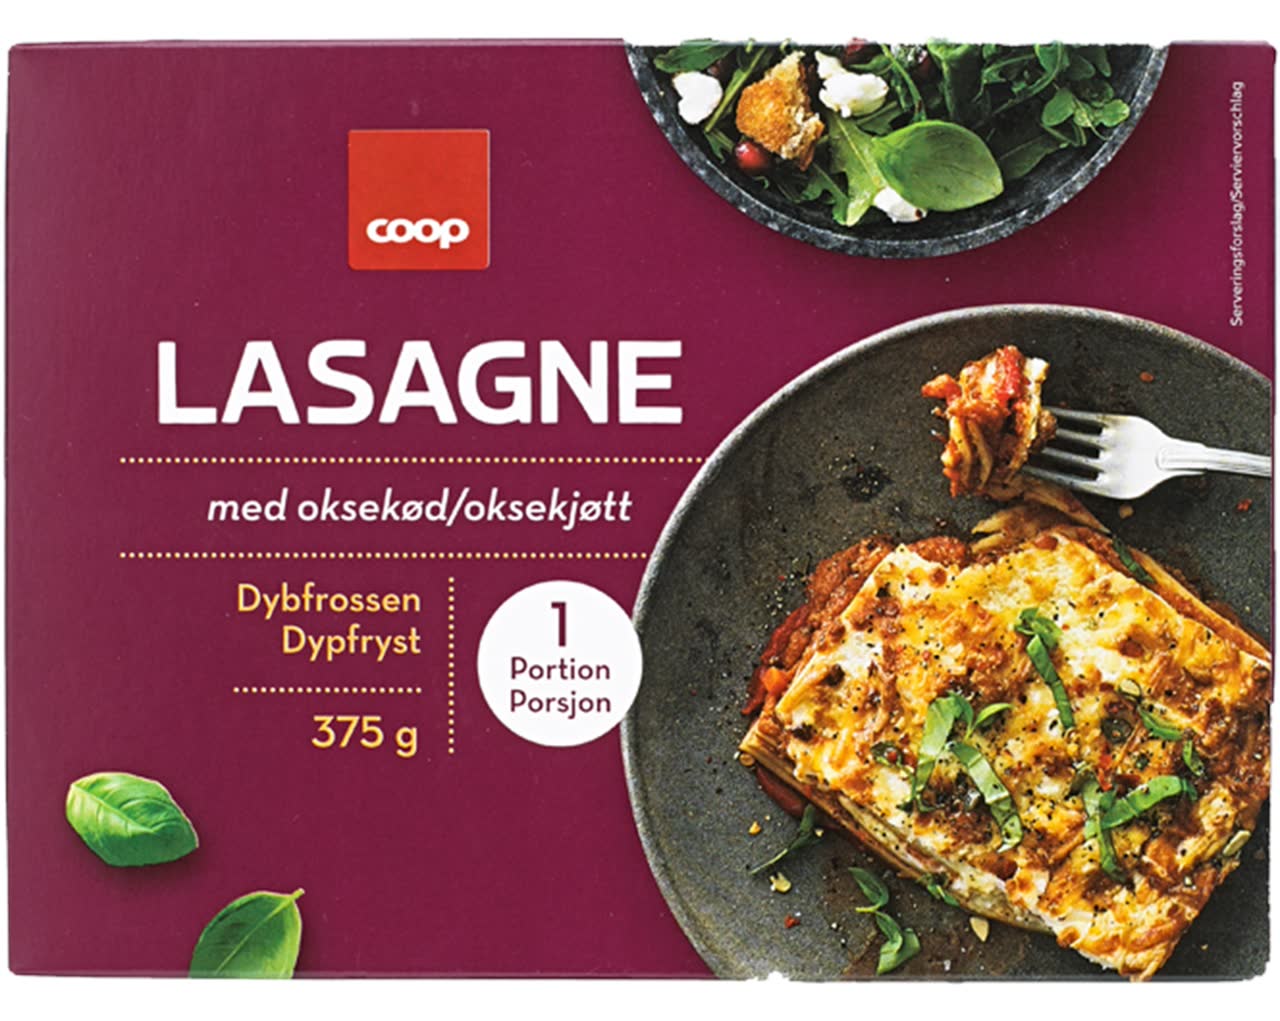 coop
LASAGNE
med oksekød/oksekjøtt
Dybfrossen
Dypfryst
375 g
1
Portion
Porsjon
Serveringsforslag/Serviervorschlag